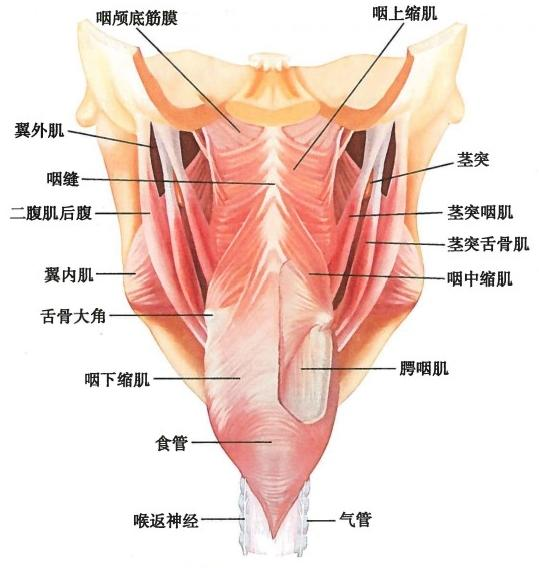 咽颅底筋膜
咽上缩肌
翼外肌
茎突
咽缝
二腹肌后腹
茎突咽肌
茎突舌骨肌
翼内肌
咽中缩肌
舌骨大角
腭咽肌
咽下缩肌
食管
喉返神经
气管